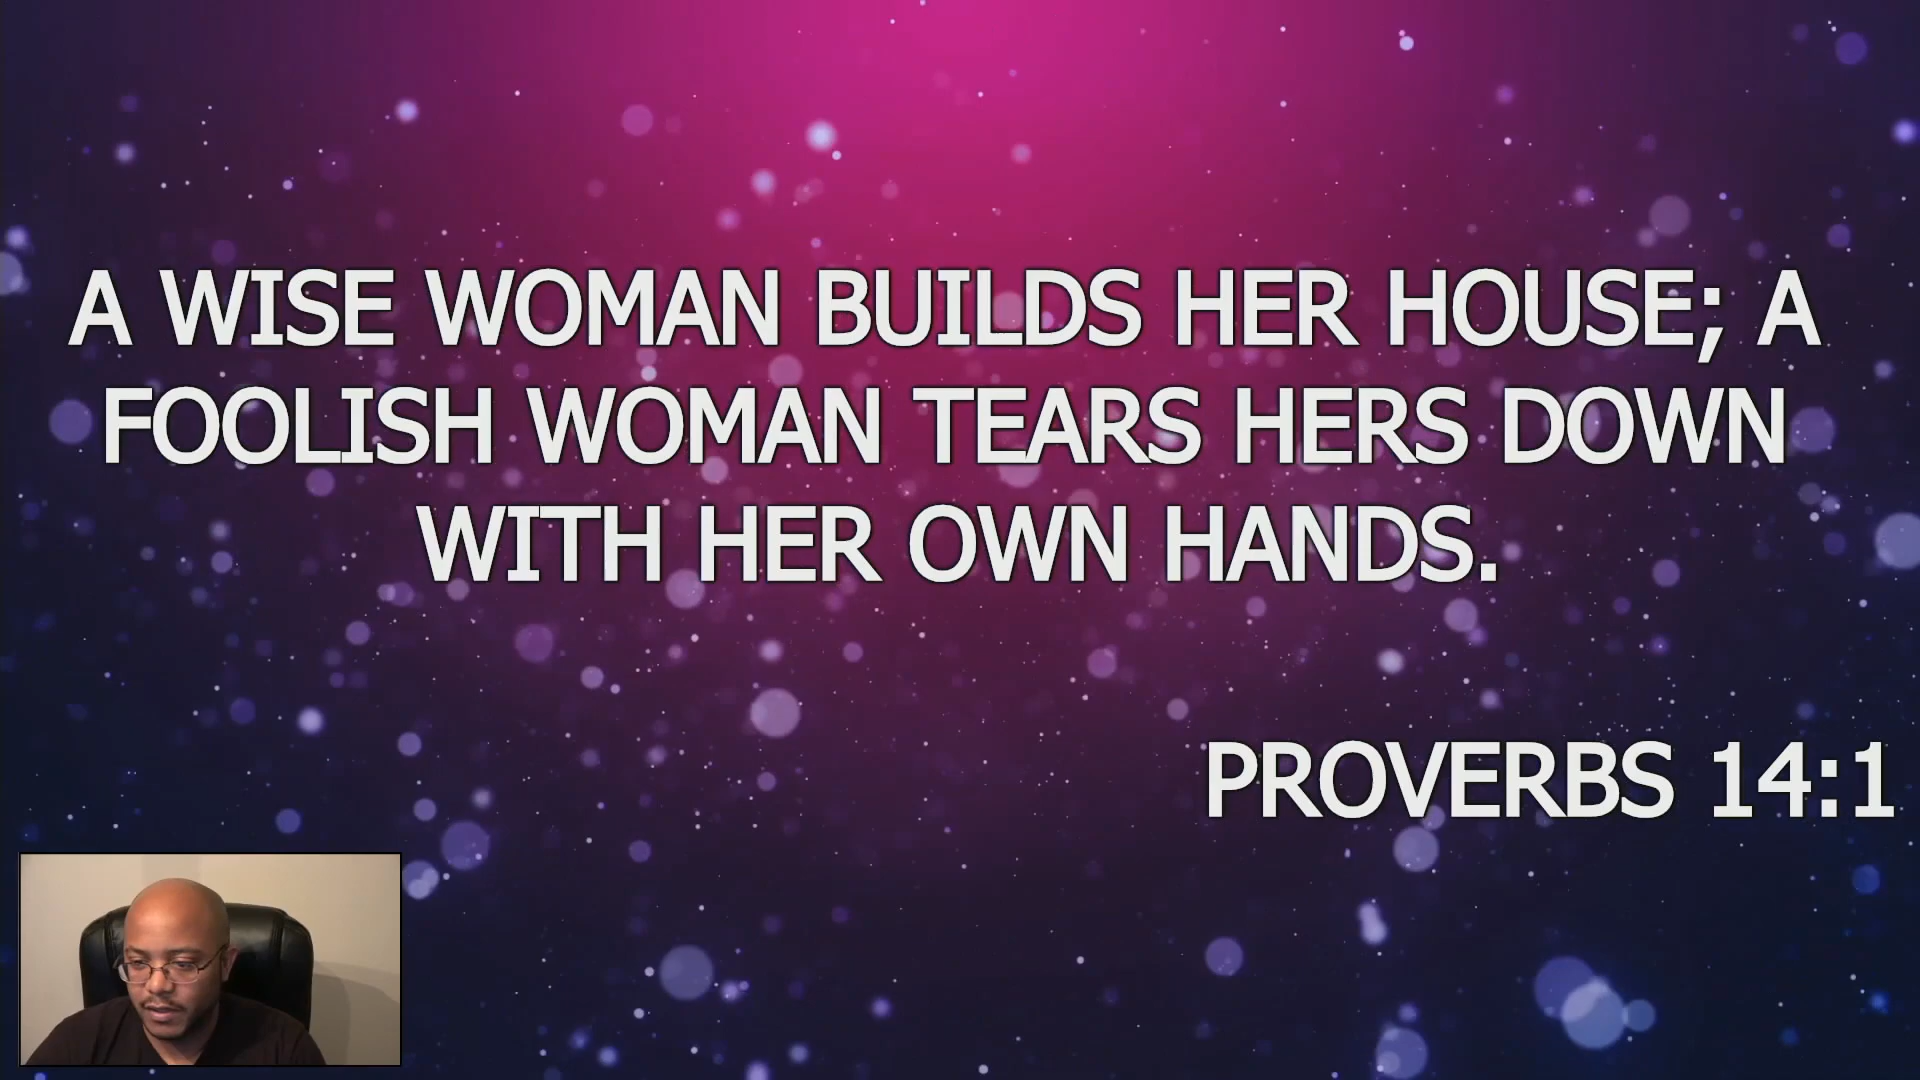 A WISE WOMAN BUILDS HER HOUSE; A
FOOLISH WOMAN TEARS HERS DOWN
WITH HER OWN HANDS.
PROVERBS 14:1